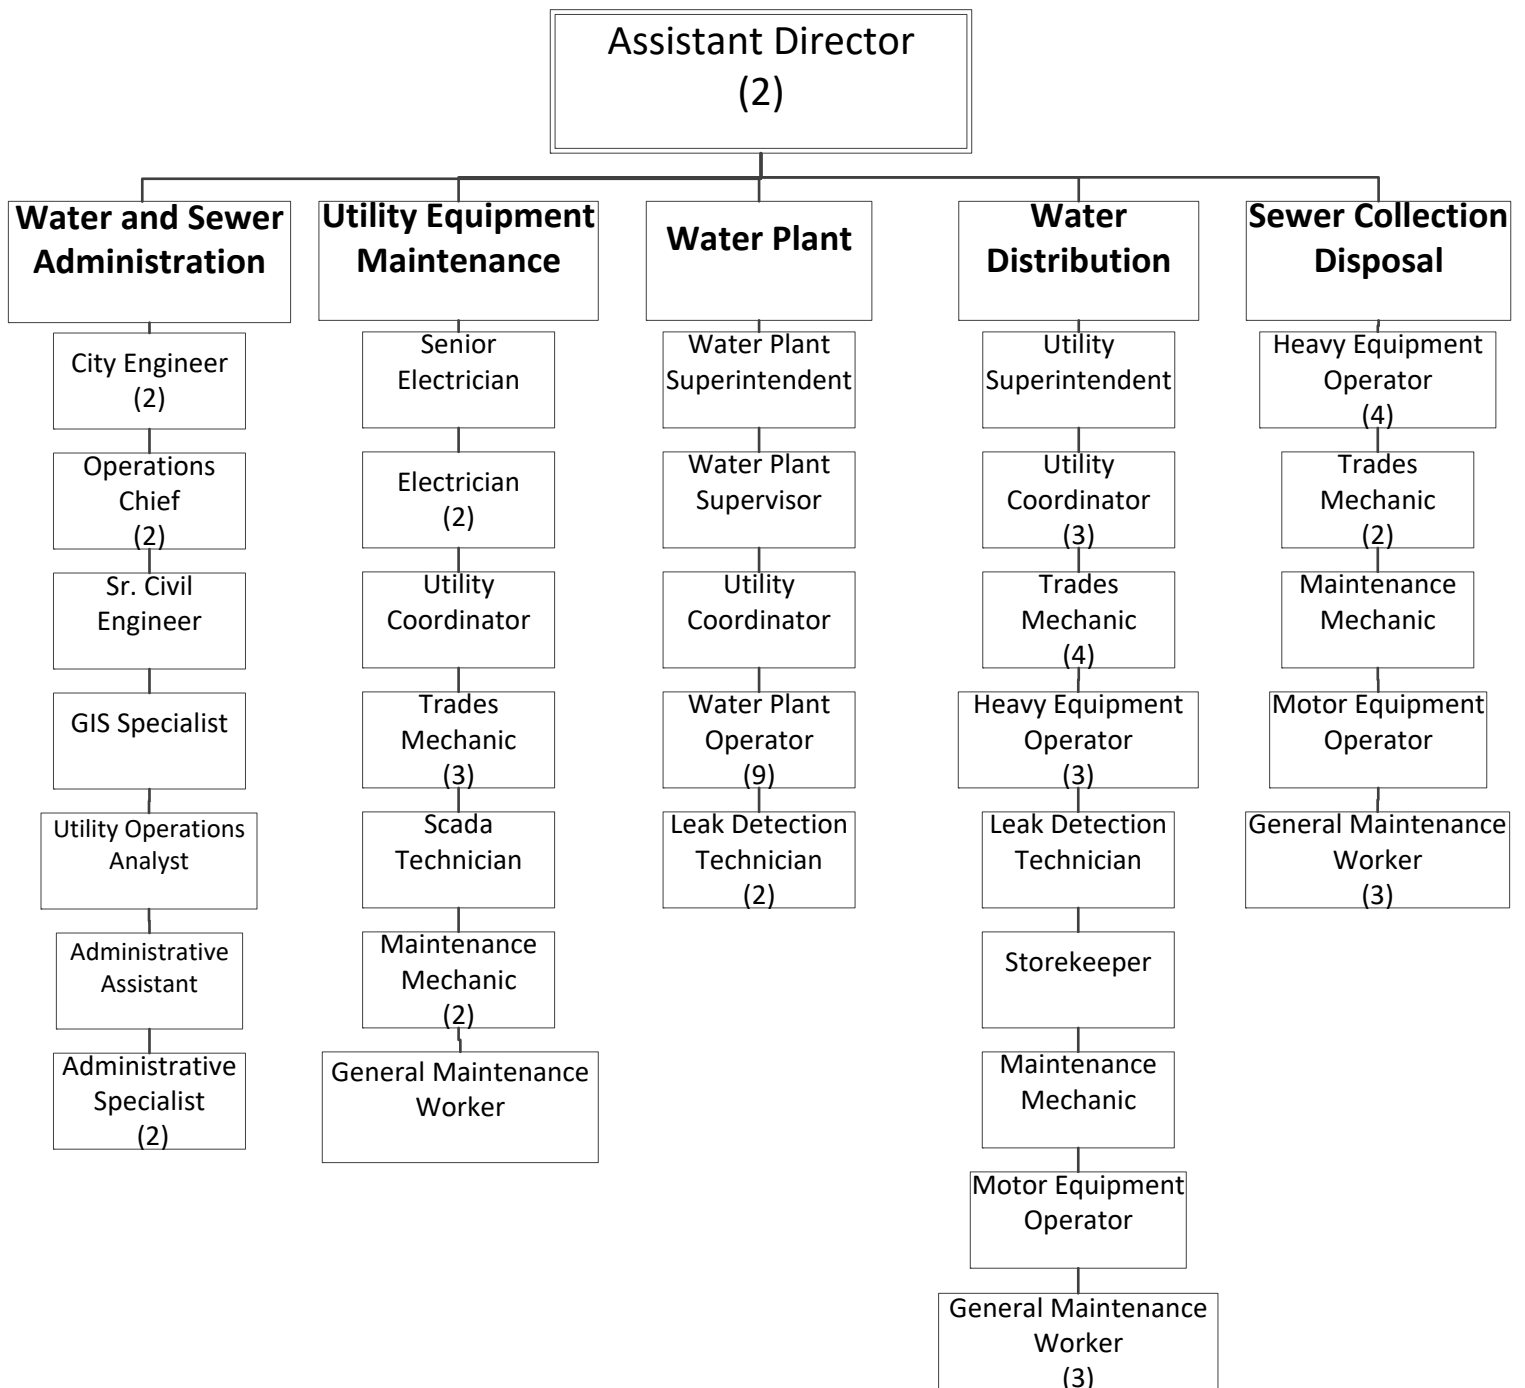 Assistant Director
(2)
Water and Sewer
Administration
City Engineer
(2)
Operations
Chief
(2)
Sr. Civil
Engineer
GIS Specialist
Utility Operations
Analyst
Administrative
Assistant
Administrative
Specialist
(2)
Utility Equipment
Maintenance
Senior
Electrician
Electrician
(2)
Utility
Coordinator
Trades
Mechanic
(3)
Scada
Technician
Maintenance
Mechanic
(2)
General Maintenance
Worker
Water Plant
Water Plant
Superintendent
Water Plant
Supervisor
Utility
Coordinator
Water Plant
Operator
(9)
Leak Detection
Technician
(2)
Water
Distribution
Utility
Superintendent
Utility
Coordinator
(3)
Trades
Mechanic
(4)
Heavy Equipment
Operator
(3)
Leak Detection
Technician
Storekeeper
Maintenance
Mechanic
Motor Equipment
Operator
General Maintenance
Worker
(3)
Sewer Collection
Disposal
Heavy Equipment
Operator
(4)
Trades
Mechanic
(2)
Maintenance
Mechanic
Motor Equipment
Operator
General Maintenance
Worker
(3)